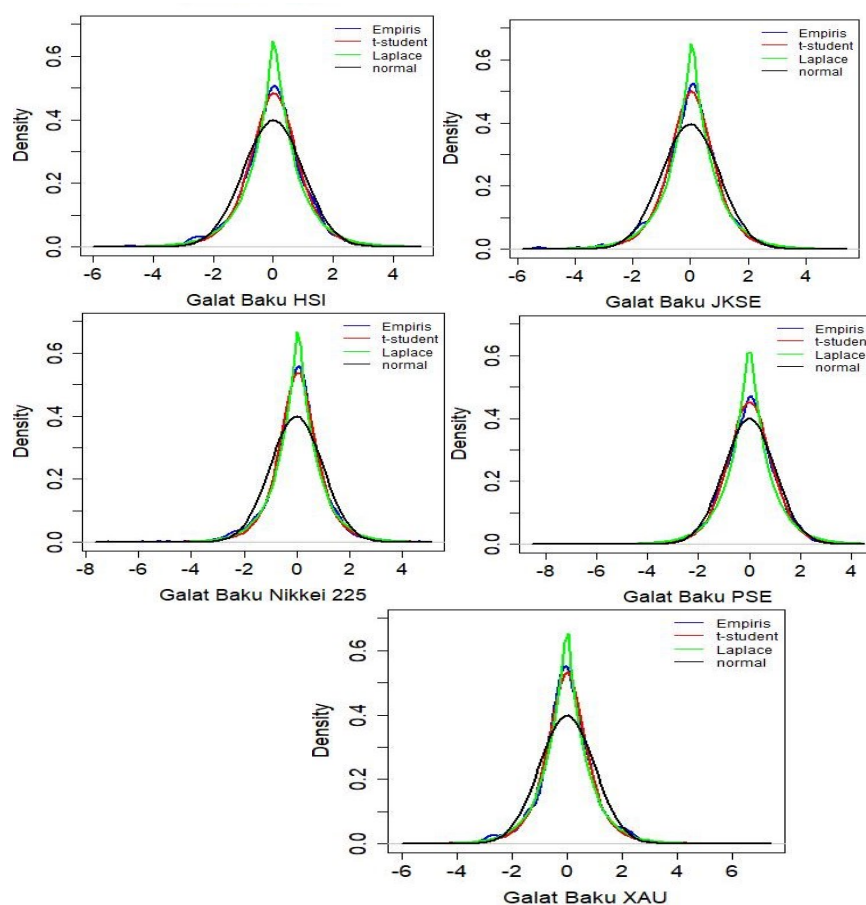 Empiris
t-student
Laplace
normal
Density
0.0 0.2 0.4 0.6
-6 -4 -2 0 2 4
Galat Baku HSI
Empiris
t-student
Laplace
normal
Density
0.0 0.2 0.4 0.6
-6 -4 -2 0 2 4
Galat Baku JKSE
Empiris
t-student
Laplace
normal
Density
0.0 0.2 0.4 0.6
-8 -6 -4 -2 0 2 4
Galat Baku Nikkei 225
Empiris
t-student
Laplace
normal
Density
0.0 0.2 0.4 0.6
-8 -6 -4 -2 0 2 4
Galat Baku PSE
Empiris
t-student
Laplace
normal
Density
0.0 0.2 0.4 0.6
-6 -4 -2 0 2 4 6
Galat Baku XAU